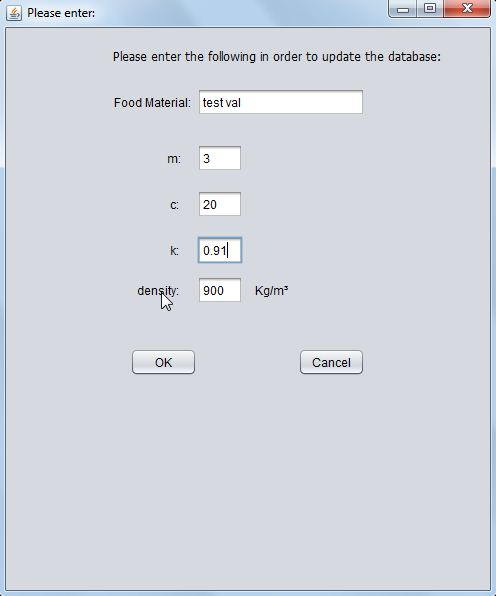 Please enter:
Please enter the following in order to update the database:
Food Material: test val
m: 3
c: 20
k: 0.91
density: 900 Kg/m³
OK Cancel